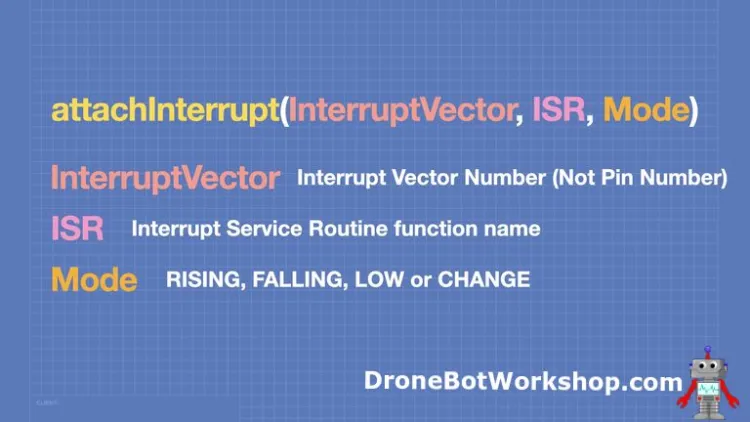 attachInterrupt(InterruptVector, ISR, Mode)
InterruptVector Interrupt Vector Number (Not Pin Number)
ISR Interrupt Service Routine function name
Mode RISING, FALLING, LOW or CHANGE
DroneBotWorkshop.com